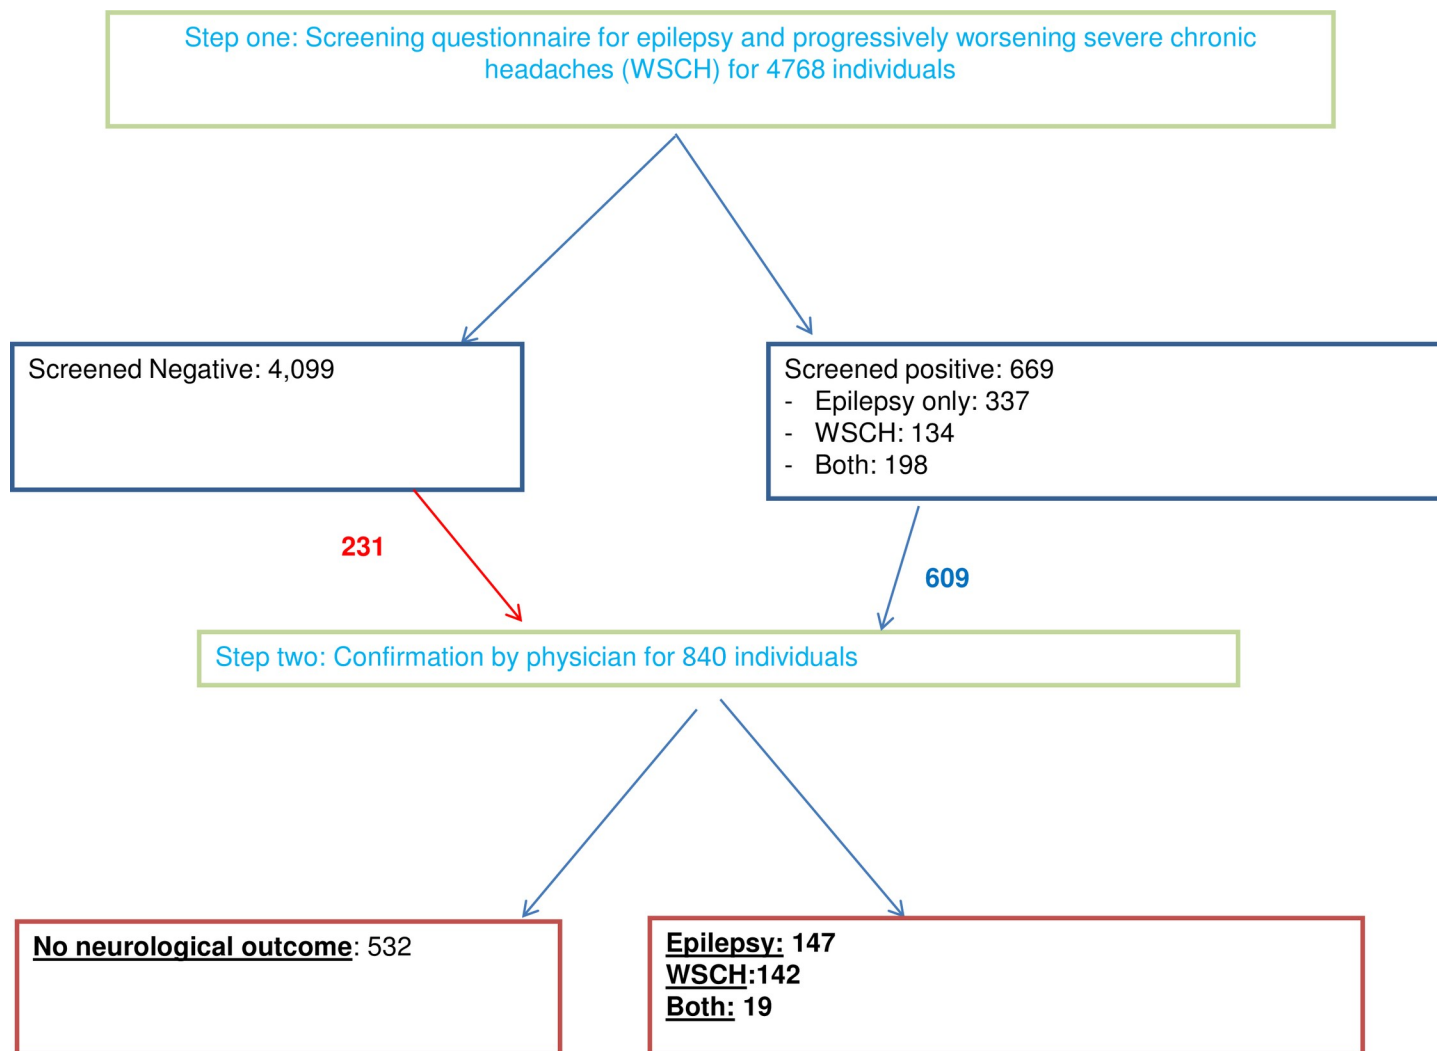 Step one: Screening questionnaire for epilepsy and progressively worsening severe chronic
headaches (WSCH) for 4768 individuals
Screened Negative: 4,099
Screened positive: 669
- Epilepsy only: 337
- WSCH: 134
- Both: 198
231
609
Step two: Confirmation by physician for 840 individuals
No neurological outcome: 532
Epilepsy: 147
WSCH:142
Both: 19